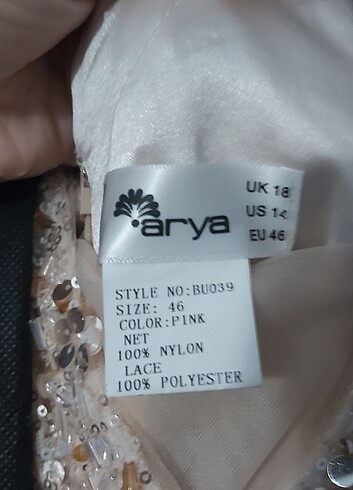 arya
UK 18
US 14
EU 46
STYLE NO:BU039
SIZE: 46
COLOR:PINK
NET
100% NYLON
LACE
100% POLYESTER